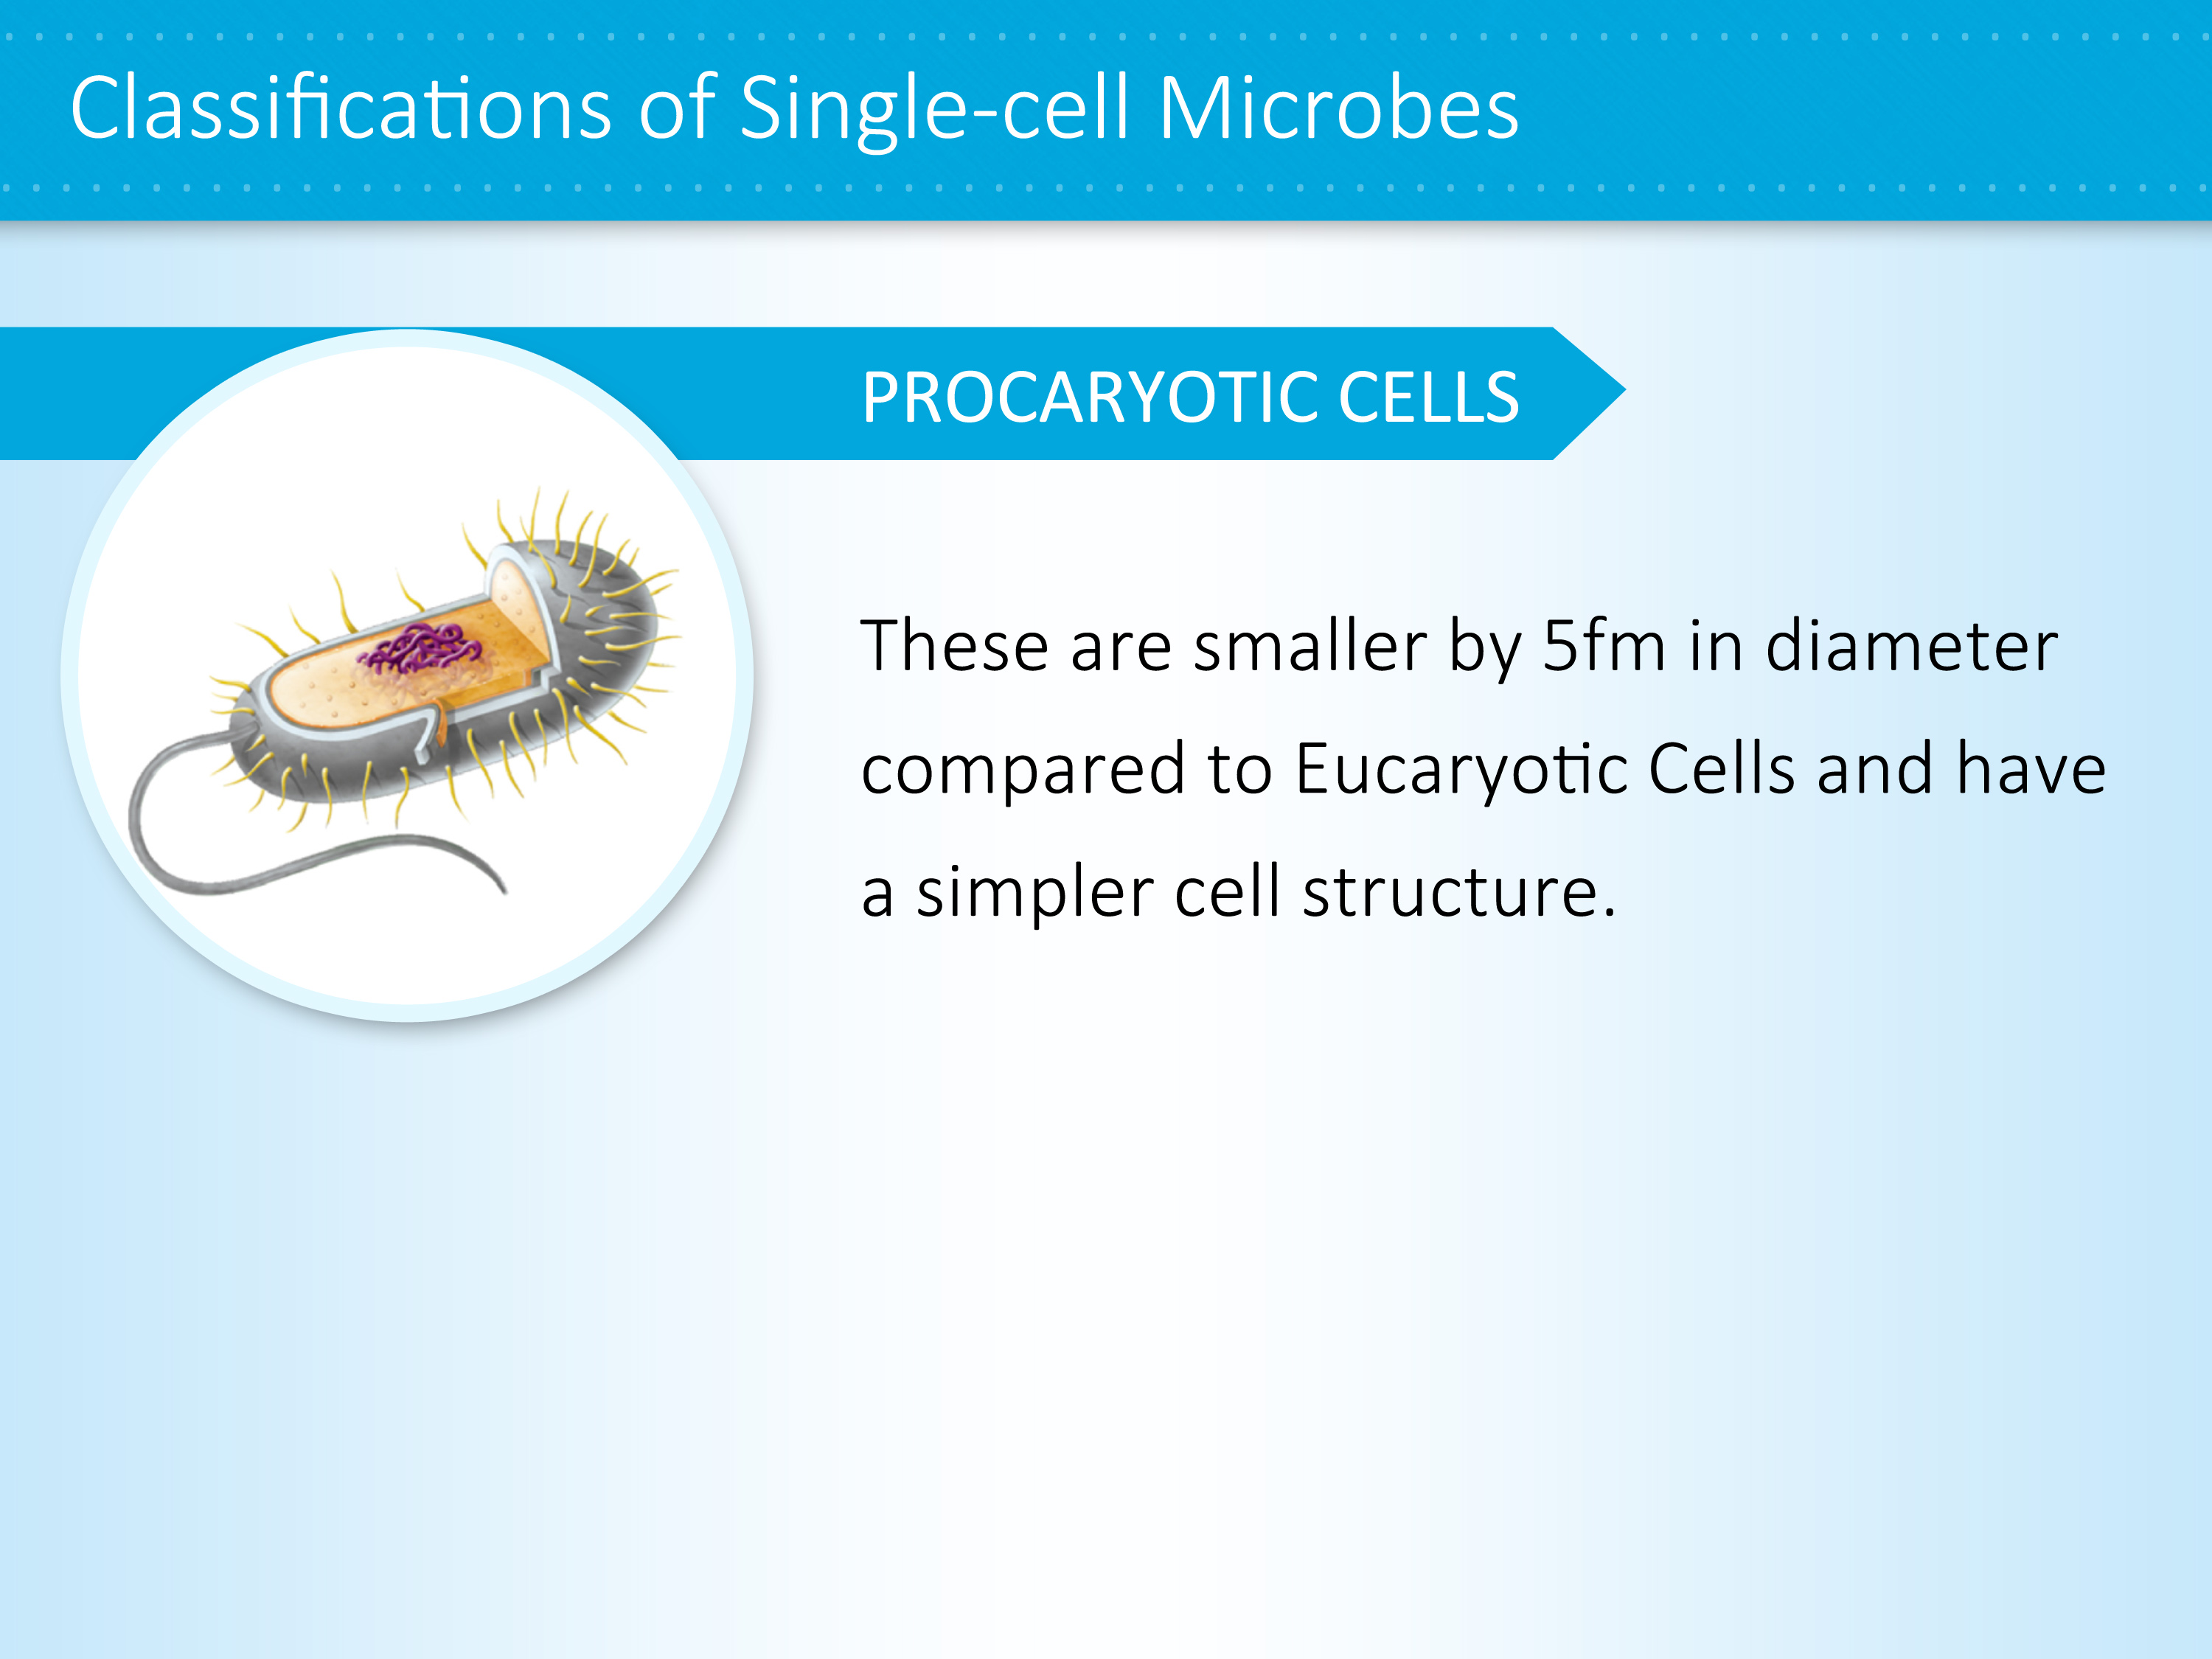 Classifications of Single-cell Microbes
PROCARYOTIC CELLS
These are smaller by 5fm in diameter
compared to Eucaryotic Cells and have
a simpler cell structure.